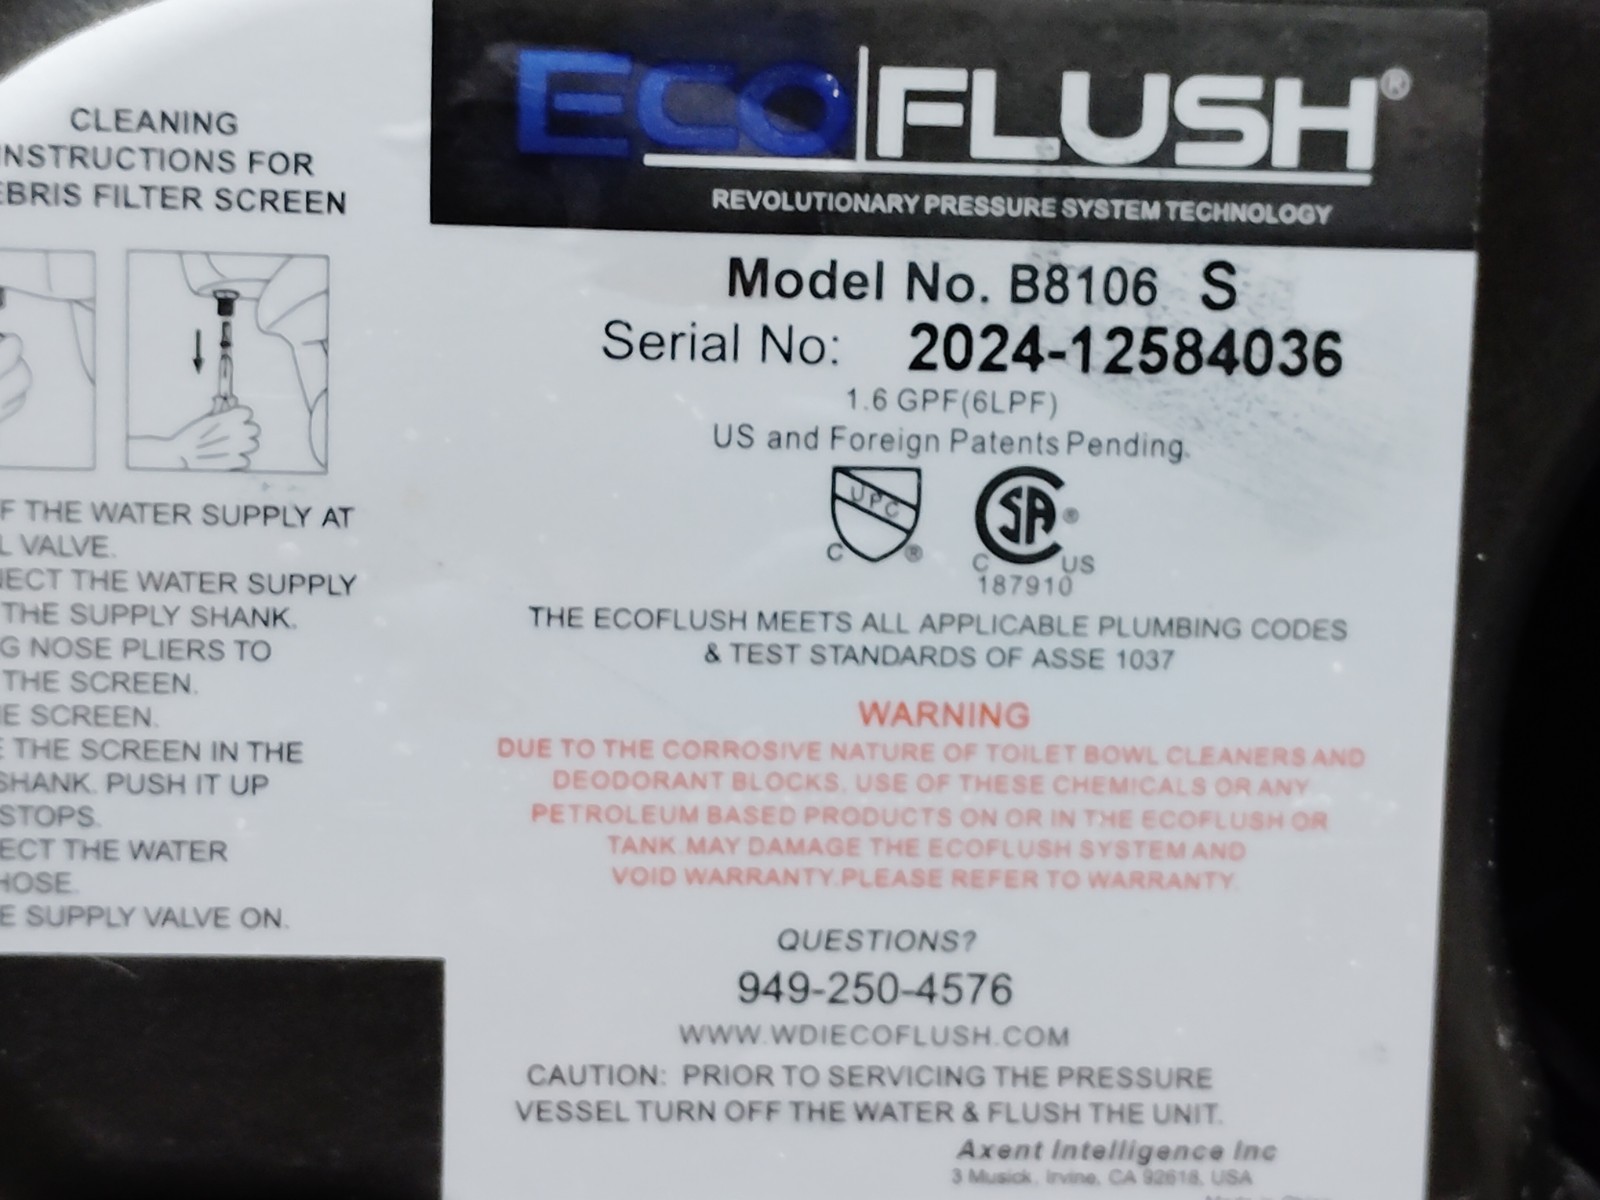 CLEANING
INSTRUCTIONS FOR
EBRIS FILTER SCREEN
F THE WATER SUPPLY AT
L VALVE.
NECT THE WATER SUPPLY
THE SUPPLY SHANK.
G NOSE PLIERS TO
THE SCREEN.
E SCREEN.
E THE SCREEN IN THE
SHANK. PUSH IT UP
STOPS.
ECT THE WATER
HOSE.
E SUPPLY VALVE ON.
ECO FLUSH®
REVOLUTIONARY PRESSURE SYSTEM TECHNOLOGY
Model No. B8106 S
Serial No: 2024-12584036
1.6 GPF(6LPF)
US and Foreign Patents Pending.
UPC
C ®
SA ®
C US
187910
THE ECOFLUSH MEETS ALL APPLICABLE PLUMBING CODES
& TEST STANDARDS OF ASSE 1037
WARNING
DUE TO THE CORROSIVE NATURE OF TOILET BOWL CLEANERS AND
DEODORANT BLOCKS, USE OF THESE CHEMICALS OR ANY
PETROLEUM BASED PRODUCTS ON OR IN THE ECOFLUSH OR
TANK.MAY DAMAGE THE ECOFLUSH SYSTEM AND
VOID WARRANTY.PLEASE REFER TO WARRANTY.
QUESTIONS?
949-250-4576
WWW.WDIECOFLUSH.COM
CAUTION: PRIOR TO SERVICING THE PRESSURE
VESSEL TURN OFF THE WATER & FLUSH THE UNIT.
Axent Intelligence Inc
3 Musick, Irvine, CA 92618, USA